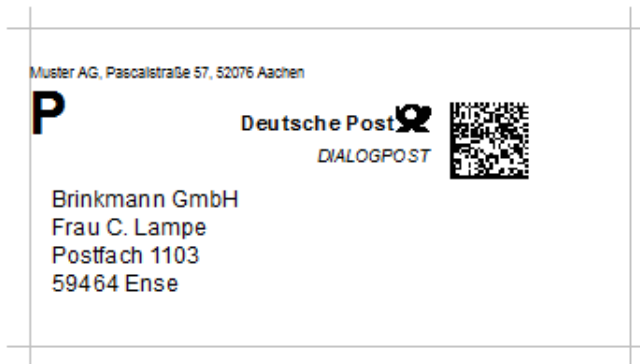 Muster AG, Pascalstraße 57, 52076 Aachen
P
Deutsche Post
DIALOGPOST
Brinkmann GmbH
Frau C. Lampe
Postfach 1103
59464 Ense